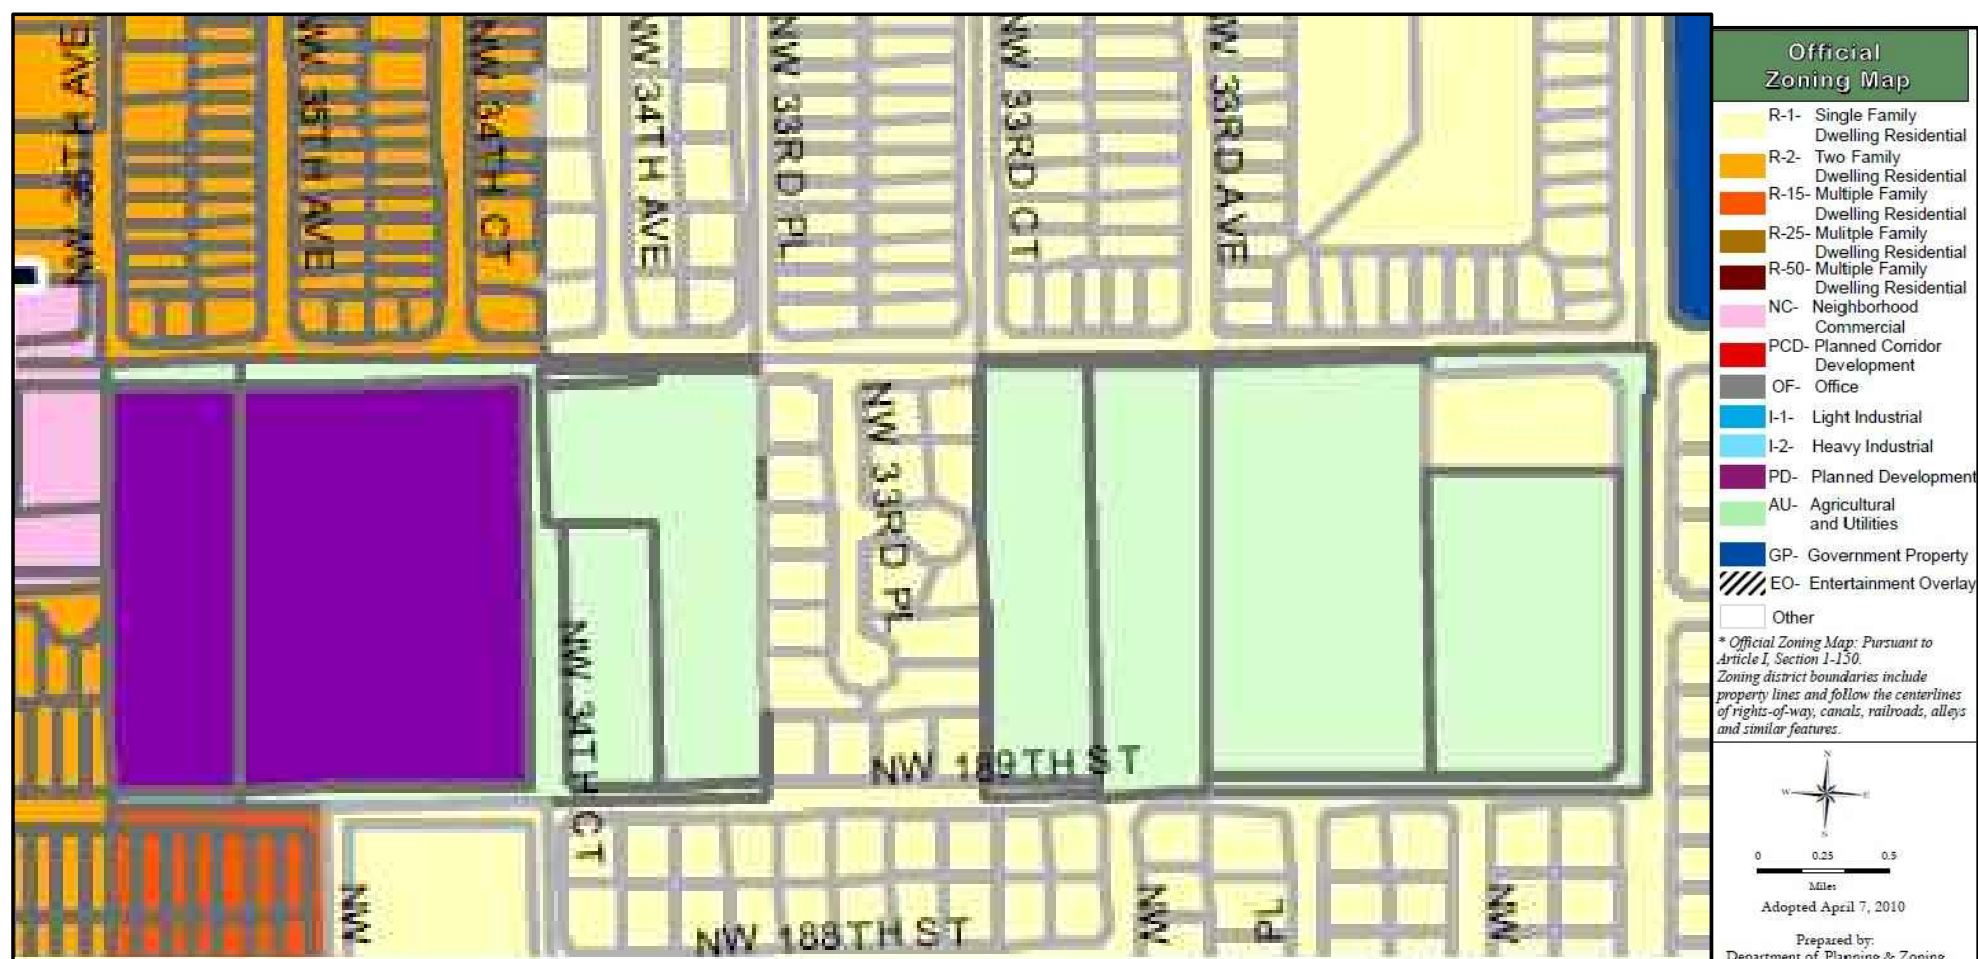 NW 35TH AVE
NW 34TH CT
NW 34TH AVE
NW 33RD PL
NW 33RD CT
NW 33RD AVE
NW 33RD PL
NW 34TH CT
NW 189TH ST
NW 188TH ST
NW
NW
PL
NW
Official
Zoning Map
R-1- Single Family
Dwelling Residential
R-2- Two Family
Dwelling Residential
R-15- Multiple Family
Dwelling Residential
R-25- Mulitple Family
Dwelling Residential
R-50- Multiple Family
Dwelling Residential
NC- Neighborhood
Commercial
PCD- Planned Corridor
Development
OF- Office
I-1- Light Industrial
I-2- Heavy Industrial
PD- Planned Development
AU- Agricultural
and Utilities
GP- Government Property
EO- Entertainment Overlay
Other
* Official Zoning Map: Pursuant to
Article I, Section 1-150.
Zoning district boundaries include
property lines and follow the centerlines
of rights-of-way, canals, railroads, alleys
and similar features.
N
W E
S
0 0.25 0.5
Miles
Adopted April 7, 2010
Prepared by:
Department of Planning & Zoning